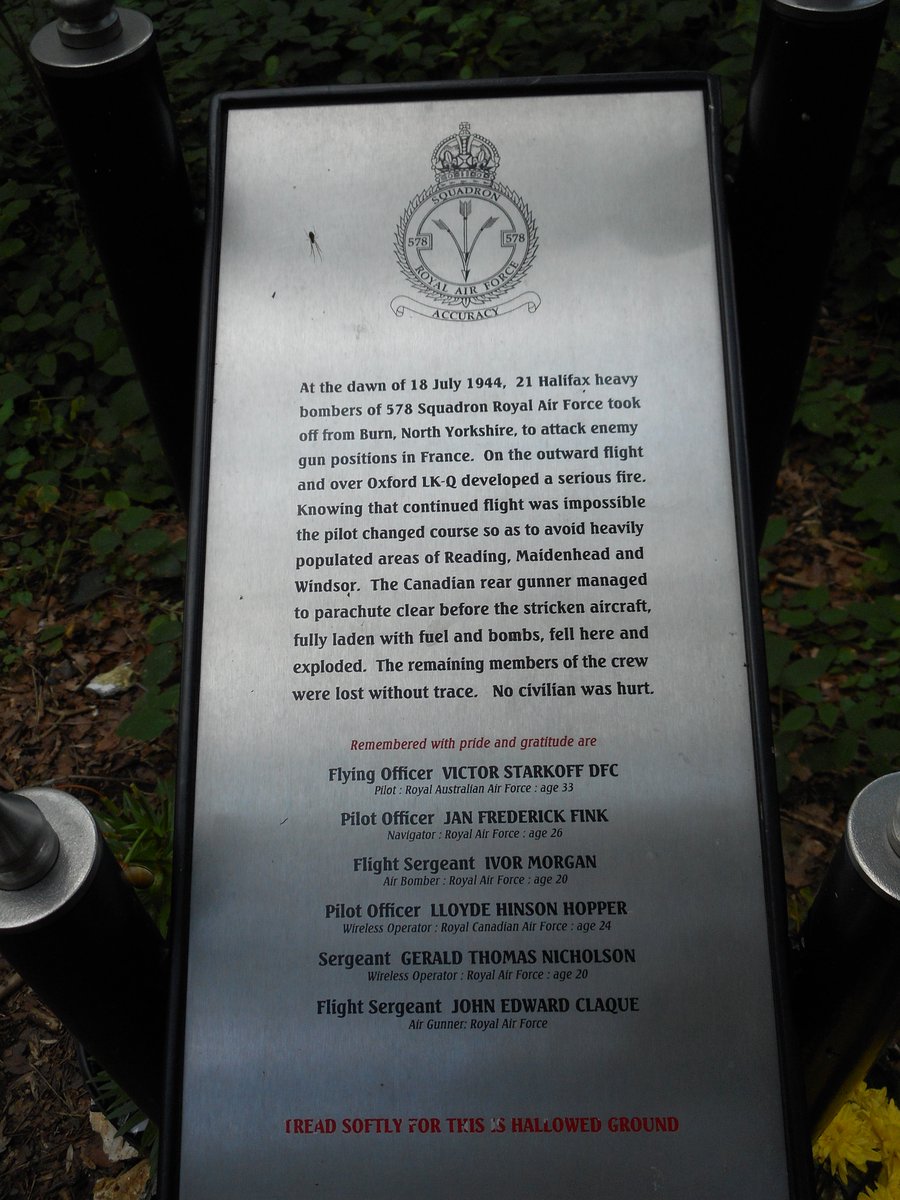 SQUADRON
578 578
ROYAL AIR FORCE
ACCURACY
At the dawn of 18 July 1944, 21 Halifax heavy
bombers of 578 Squadron Royal Air Force took
off from Burn, North Yorkshire, to attack enemy
gun positions in France. On the outward flight
and over Oxford LK-Q developed a serious fire.
Knowing that continued flight was impossible
the pilot changed course so as to avoid heavily
populated areas of Reading, Maidenhead and
Windsor. The Canadian rear gunner managed
to parachute clear before the stricken aircraft,
fully laden with fuel and bombs, fell here and
exploded. The remaining members of the crew
were lost without trace. No civilian was hurt.
Remembered with pride and gratitude are
Flying Officer VICTOR STARKOFF DFC
Pilot : Royal Australian Air Force : age 33
Pilot Officer JAN FREDERICK FINK
Navigator : Royal Air Force : age 26
Flight Sergeant IVOR MORGAN
Air Bomber : Royal Air Force : age 20
Pilot Officer LLOYDE HINSON HOPPER
Wireless Operator : Royal Canadian Air Force : age 24
Sergeant GERALD THOMAS NICHOLSON
Wireless Operator : Royal Air Force : age 20
Flight Sergeant JOHN EDWARD CLAQUE
Air Gunner: Royal Air Force
TREAD SOFTLY FOR THIS IS HALLOWED GROUND